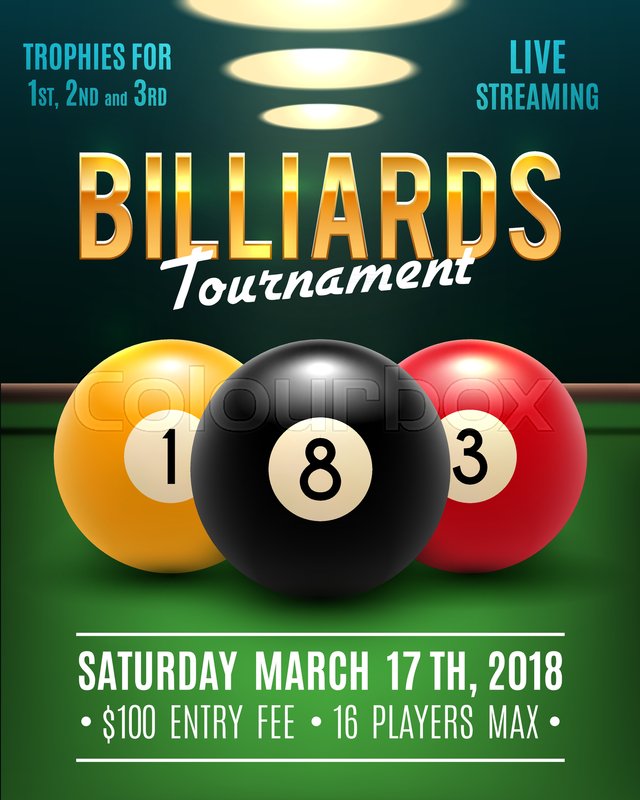 TROPHIES FOR
1ST, 2ND and 3RD
LIVE
STREAMING
BILLIARDS
Tournament
colourbox
1
8
3
SATURDAY MARCH 17 TH, 2018
• $100 ENTRY FEE • 16 PLAYERS MAX •